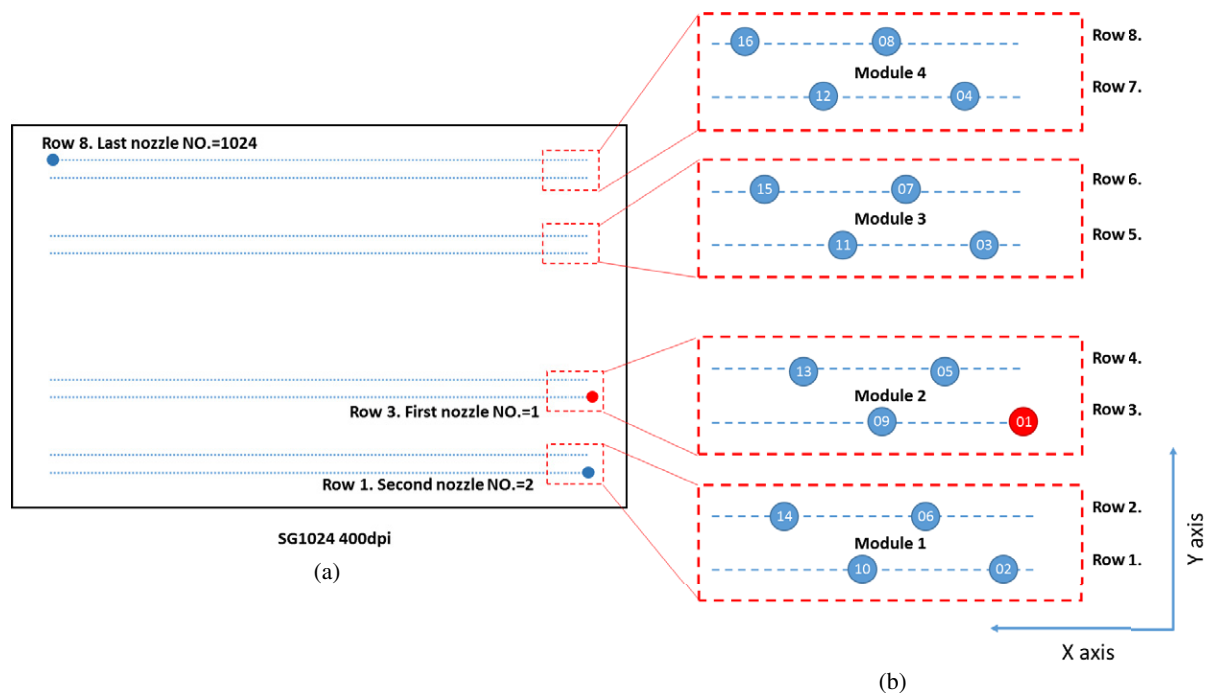 Row 8. Last nozzle NO.=1024
Row 3. First nozzle NO.=1
Row 1. Second nozzle NO.=2
SG1024 400dpi
(a)
16 08 Row 8.
Module 4
12 04 Row 7.
15 07 Row 6.
Module 3
11 03 Row 5.
13 05 Row 4.
Module 2
09 01 Row 3.
14 06 Row 2.
Module 1
10 02 Row 1.
Y axis
X axis
(b)